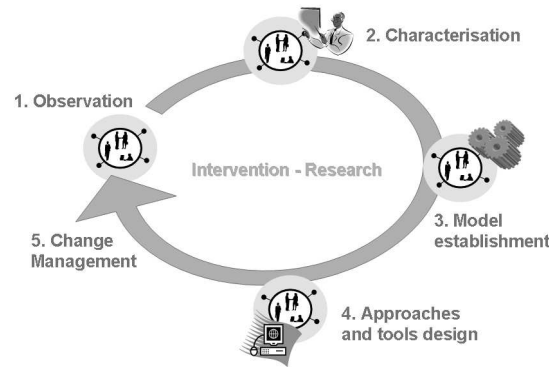 2. Characterisation
1. Observation
Intervention - Research
3. Model
establishment
5. Change
Management
4. Approaches
and tools design